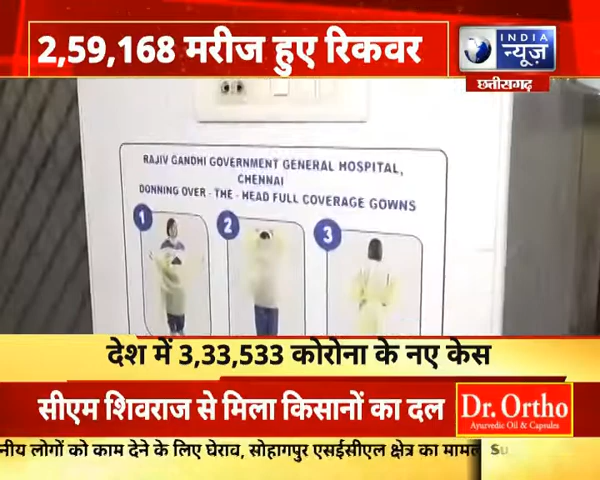 2,59,168 मरीज हुए रिकवर
INDIA
न्यूज़
छत्तीसगढ़
RAJIV GANDHI GOVERNMENT GENERAL HOSPITAL,
CHENNAI
DONNING OVER - THE - HEAD FULL COVERAGE GOWNS
1
2
3
देश में 3,33,533 कोरोना के नए केस
सीएम शिवराज से मिला किसानों का दल
Dr. Ortho
Ayurvedic Oil & Capsules
नीय लोगों को काम देने के लिए घेराव, सोहागपुर एसईसीएल क्षेत्र का मामल